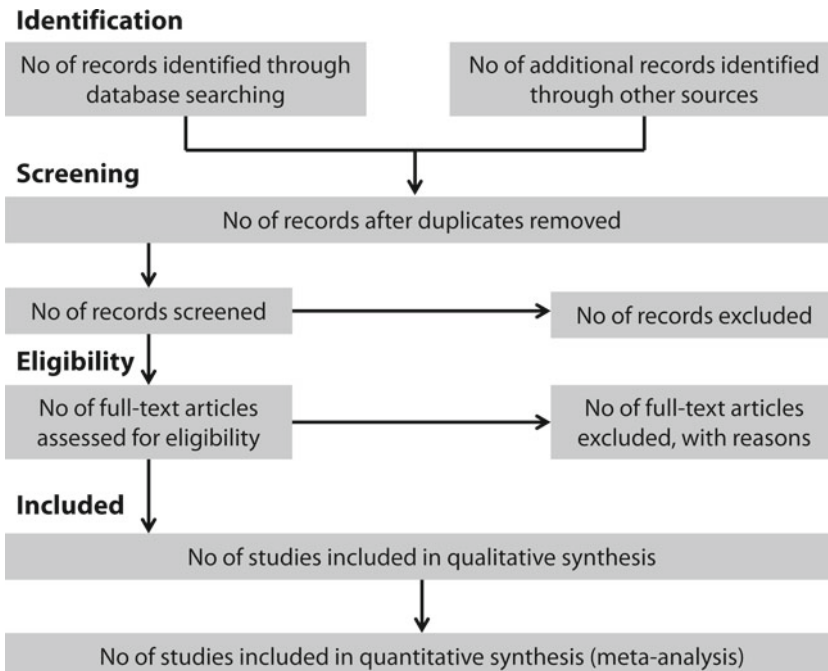 Identification
No of records identified through
database searching
No of additional records identified
through other sources
Screening
No of records after duplicates removed
No of records screened
No of records excluded
Eligibility
No of full-text articles
assessed for eligibility
No of full-text articles
excluded, with reasons
Included
No of studies included in qualitative synthesis
No of studies included in quantitative synthesis (meta-analysis)